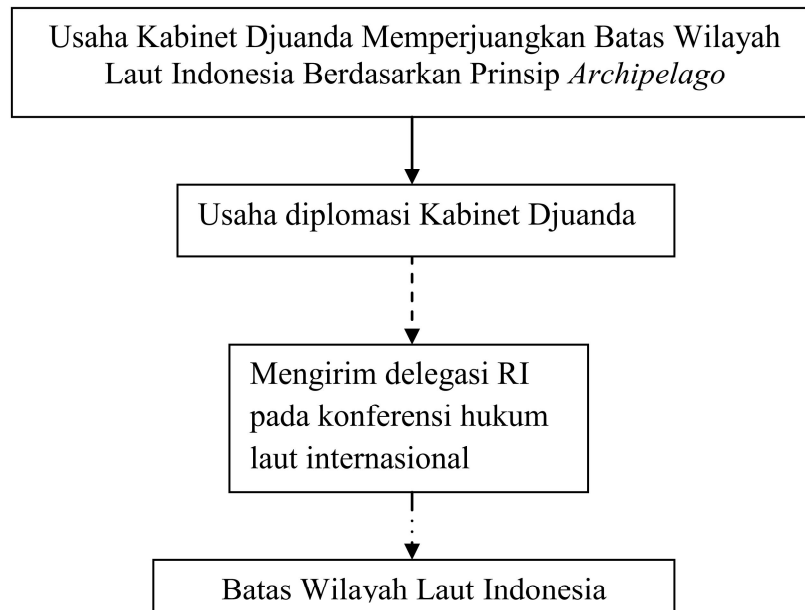 Usaha Kabinet Djuanda Memperjuangkan Batas Wilayah
Laut Indonesia Berdasarkan Prinsip Archipelago
Usaha diplomasi Kabinet Djuanda
Mengirim delegasi RI
pada konferensi hukum
laut internasional
Batas Wilayah Laut Indonesia